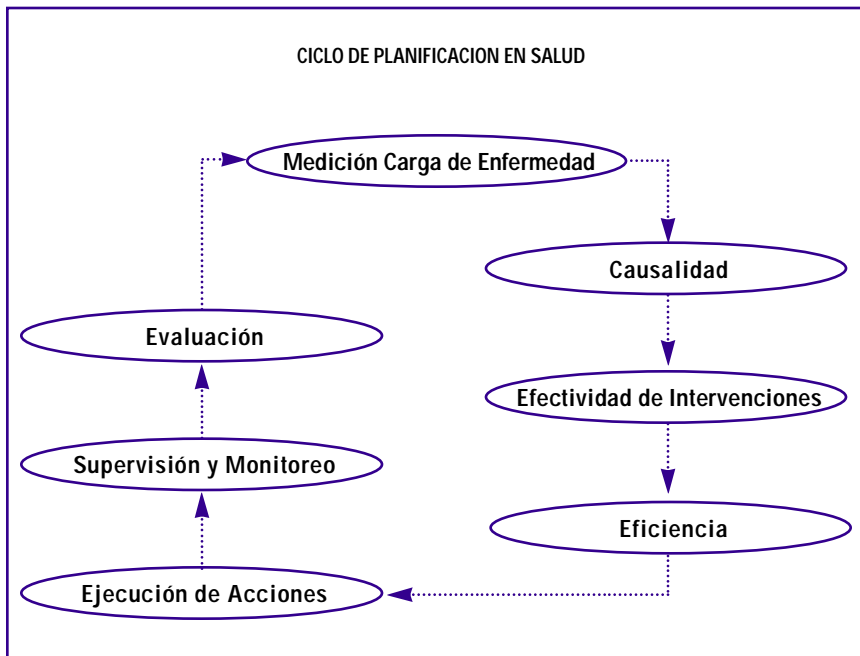 CICLO DE PLANIFICACION EN SALUD
Medición Carga de Enfermedad
Causalidad
Efectividad de Intervenciones
Eficiencia
Ejecución de Acciones
Supervisión y Monitoreo
Evaluación